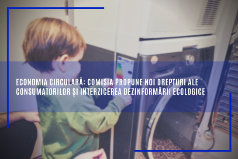 ECONOMIA CIRCULARĂ: COMISIA PROPUNE NOI DREPTURI ALE
CONSUMATORILOR ȘI INTERZICEREA DEZINFORMĂRII ECOLOGICE